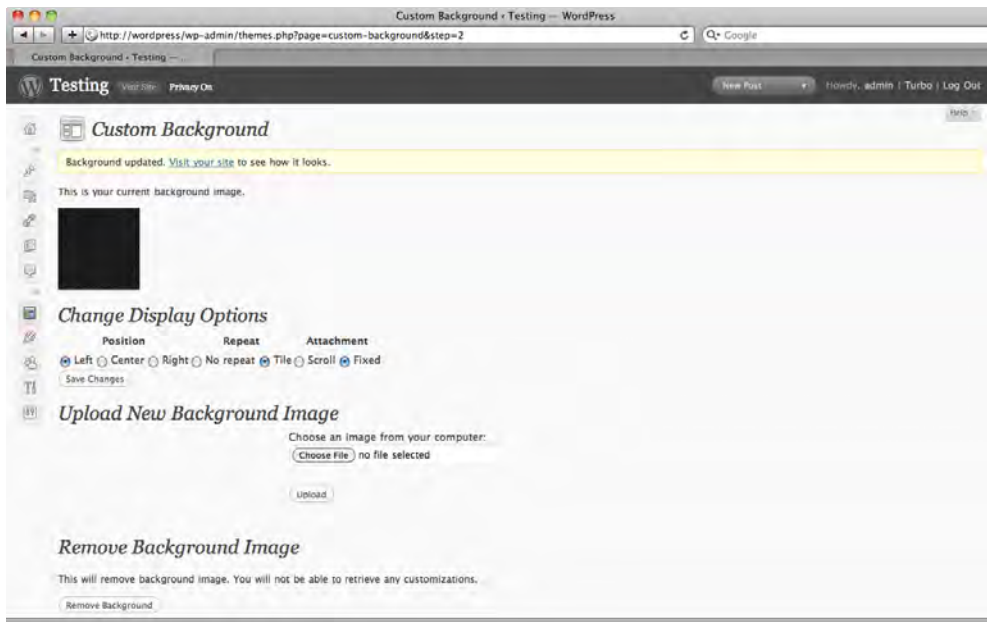 Custom Background ‹ Testing — WordPress
http://wordpress/wp-admin/themes.php?page=custom-background&step=2
Google
Custom Background ‹ Testing — ...
Testing Visit Site Privacy On
New Post
Howdy, admin | Turbo | Log Out
Help
Custom Background
Background updated. Visit your site to see how it looks.
This is your current background image.
Change Display Options
Position Repeat Attachment
Left Center Right No repeat Tile Scroll Fixed
Save Changes
Upload New Background Image
Choose an image from your computer:
Choose File no file selected
Upload
Remove Background Image
This will remove background image. You will not be able to retrieve any customizations.
Remove Background